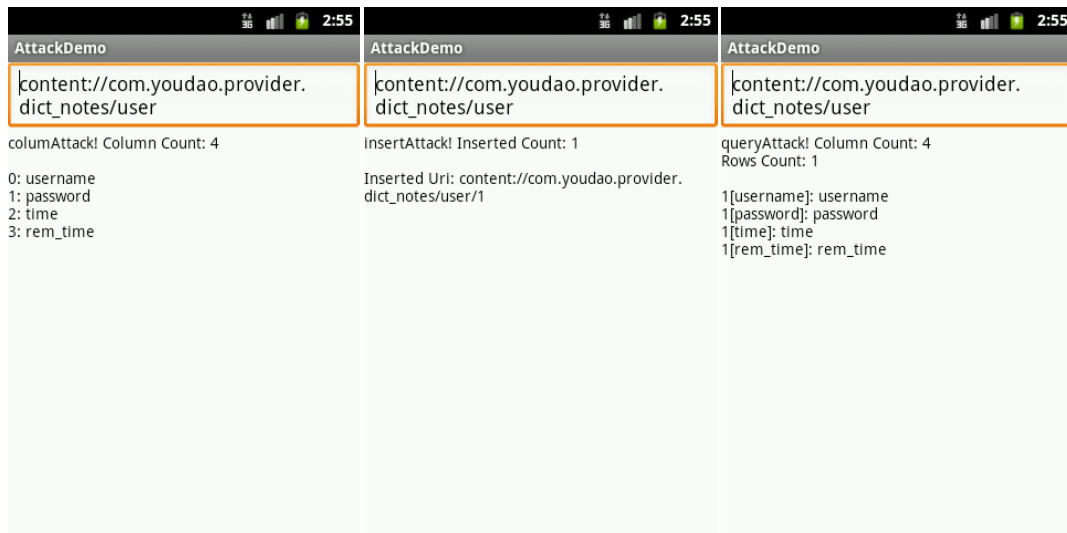 3G 2:55
AttackDemo
content://com.youdao.provider.
dict_notes/user
columAttack! Column Count: 4
0: username
1: password
2: time
3: rem_time
3G 2:55
AttackDemo
content://com.youdao.provider.
dict_notes/user
insertAttack! Inserted Count: 1
Inserted Uri: content://com.youdao.provider.
dict_notes/user/1
3G 2:55
AttackDemo
content://com.youdao.provider.
dict_notes/user
queryAttack! Column Count: 4
Rows Count: 1
1[username]: username
1[password]: password
1[time]: time
1[rem_time]: rem_time